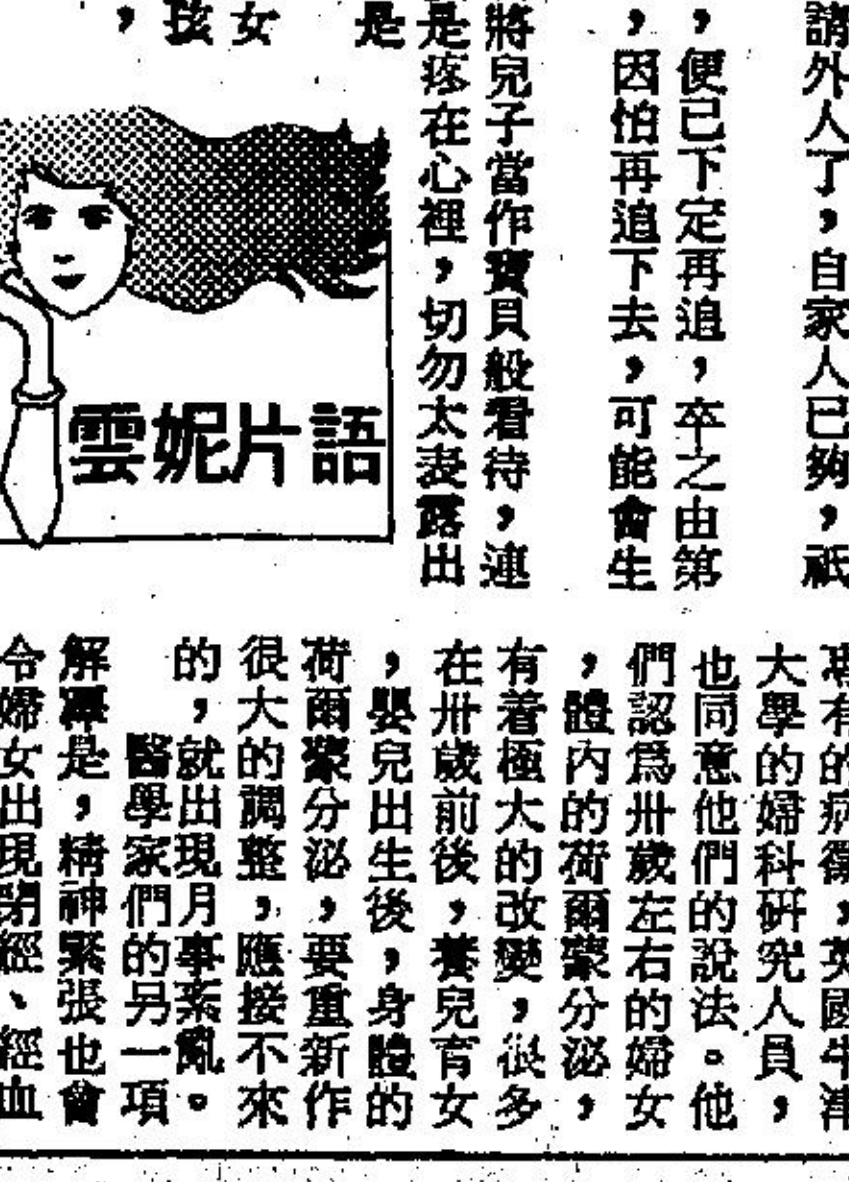 請外人了，自家人已夠，祇
，便已下定再追，卒之由第
，因怕再追下去，可能會生
將兒子當作寶貝般看待，連
是疼在心裡，切勿太表露出
是
女
孩
，
雲妮片語
專有的病徵，英國牛津
大學的婦科研究人員，
也同意他們的說法。他
們認爲卅歲左右的婦女
，體內的荷爾蒙分泌，
有着極大的改變，很多
在卅歲前後，養兒育女
，嬰兒出生後，身體的
荷爾蒙分泌，要重新作
很大的調整，應接不來
的，就出現月事紊亂。
醫學家們的另一項
解釋是，精神緊張也會
令婦女出現閉經、經血